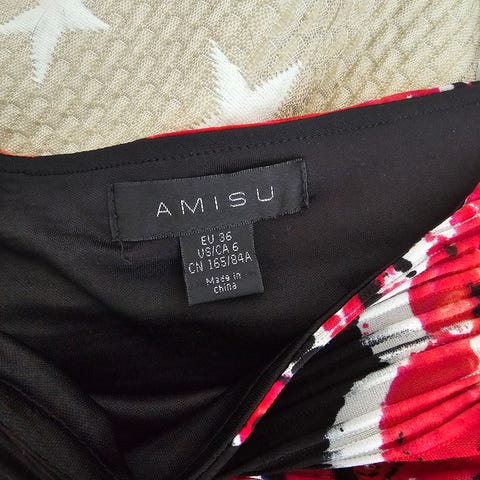 AMISU
EU 36
US/CA 6
CN 165/84A
Made in
China